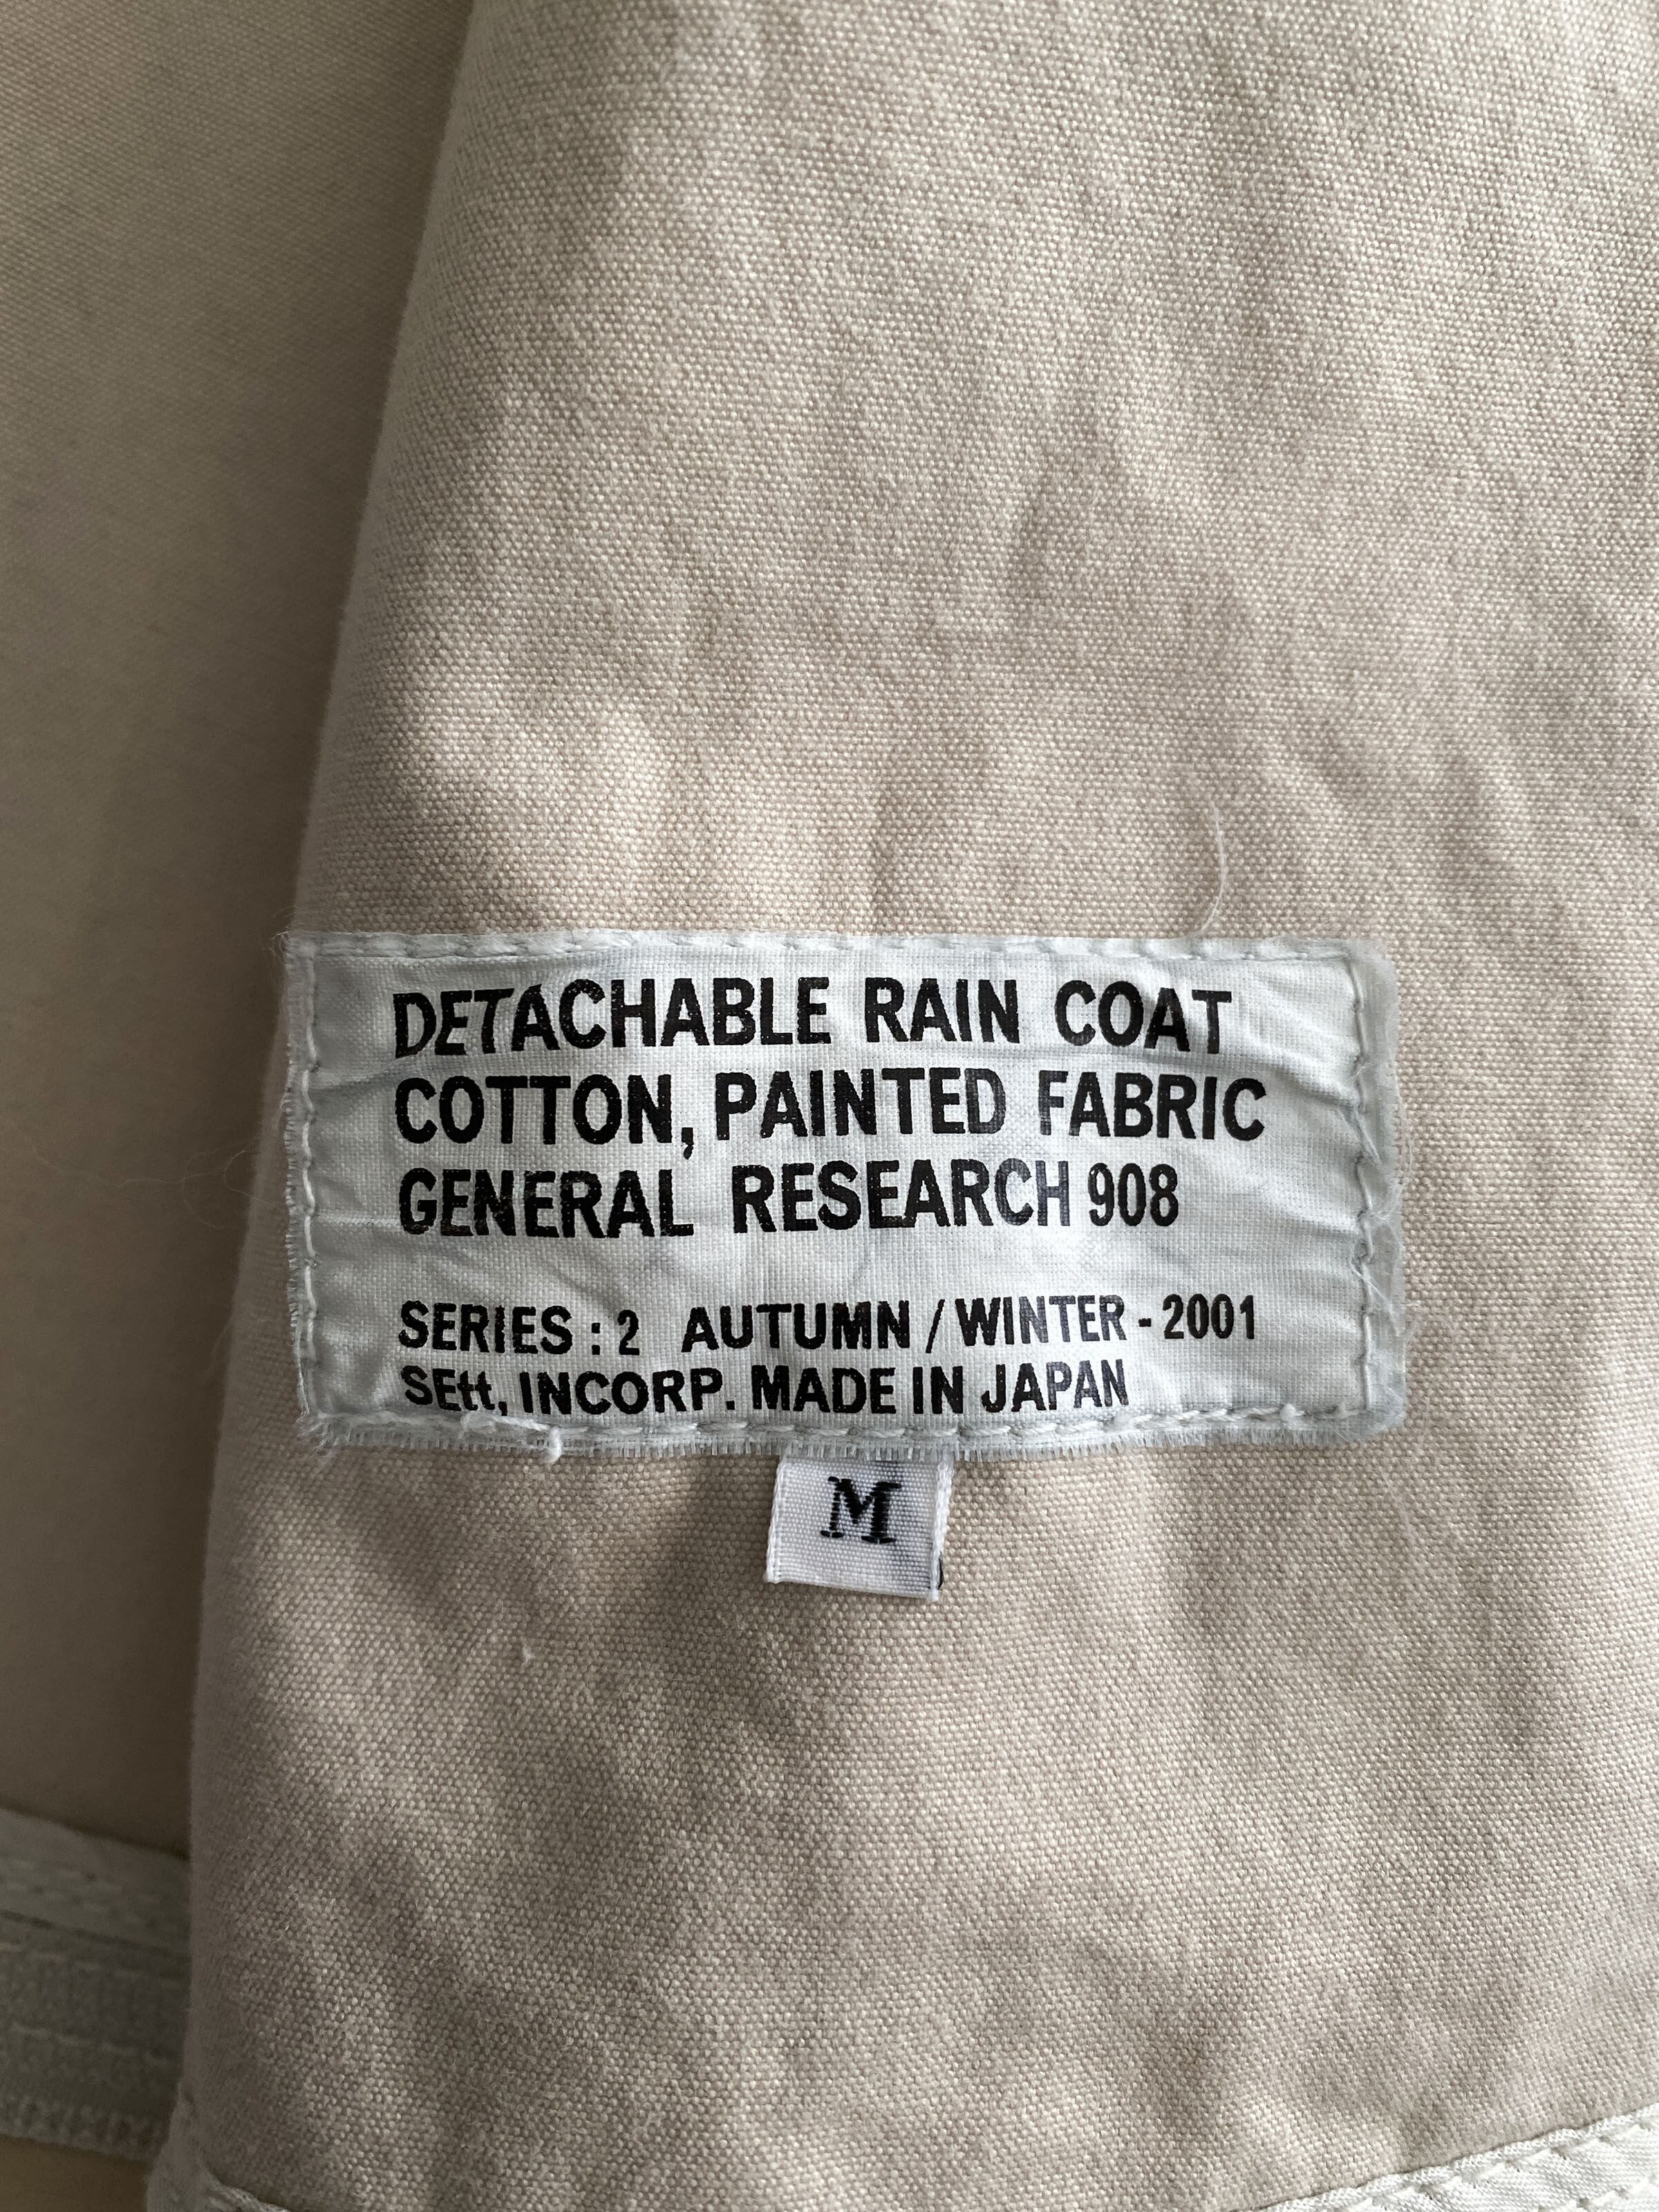 DETACHABLE RAIN COAT
COTTON, PAINTED FABRIC
GENERAL RESEARCH 908
SERIES : 2 AUTUMN / WINTER - 2001
SEtt, INCORP. MADE IN JAPAN
M